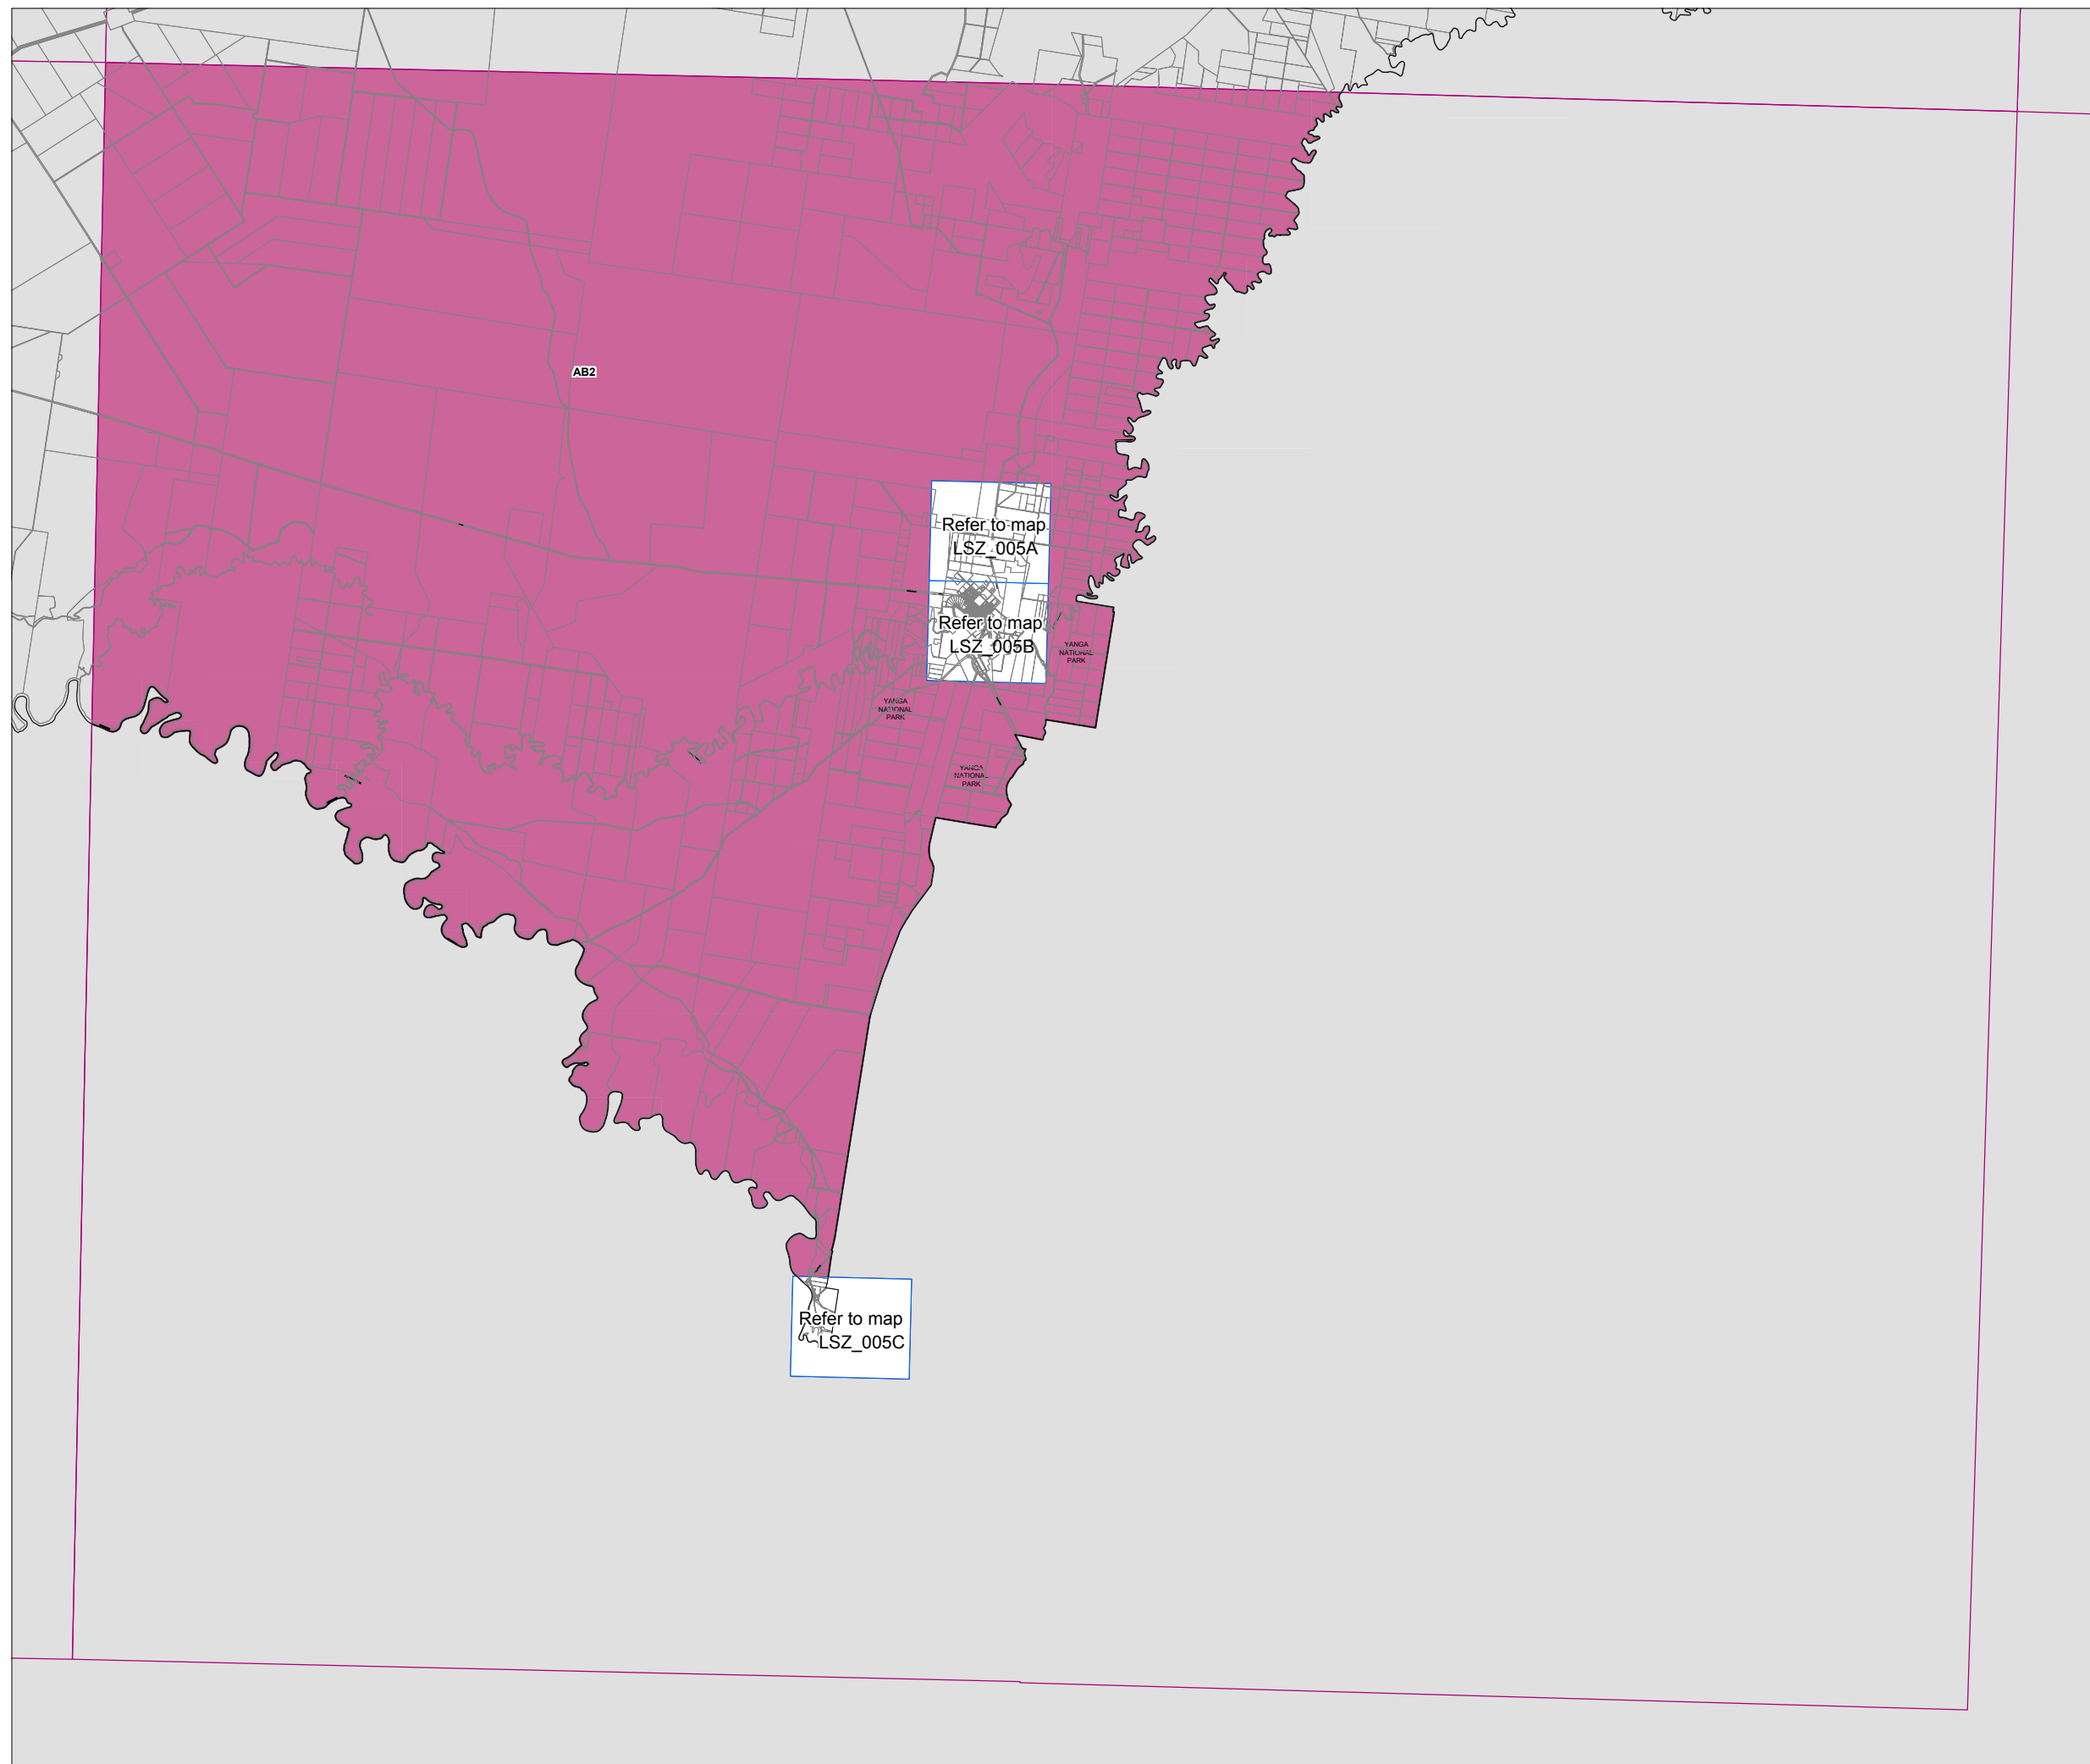 AB2
Refer to map
LSZ_005A
Refer to map
LSZ_005B
YANGA
NATIONAL
PARK
YANGA
NATIONAL
PARK
YANGA
NATIONAL
PARK
Refer to map
LSZ_005C